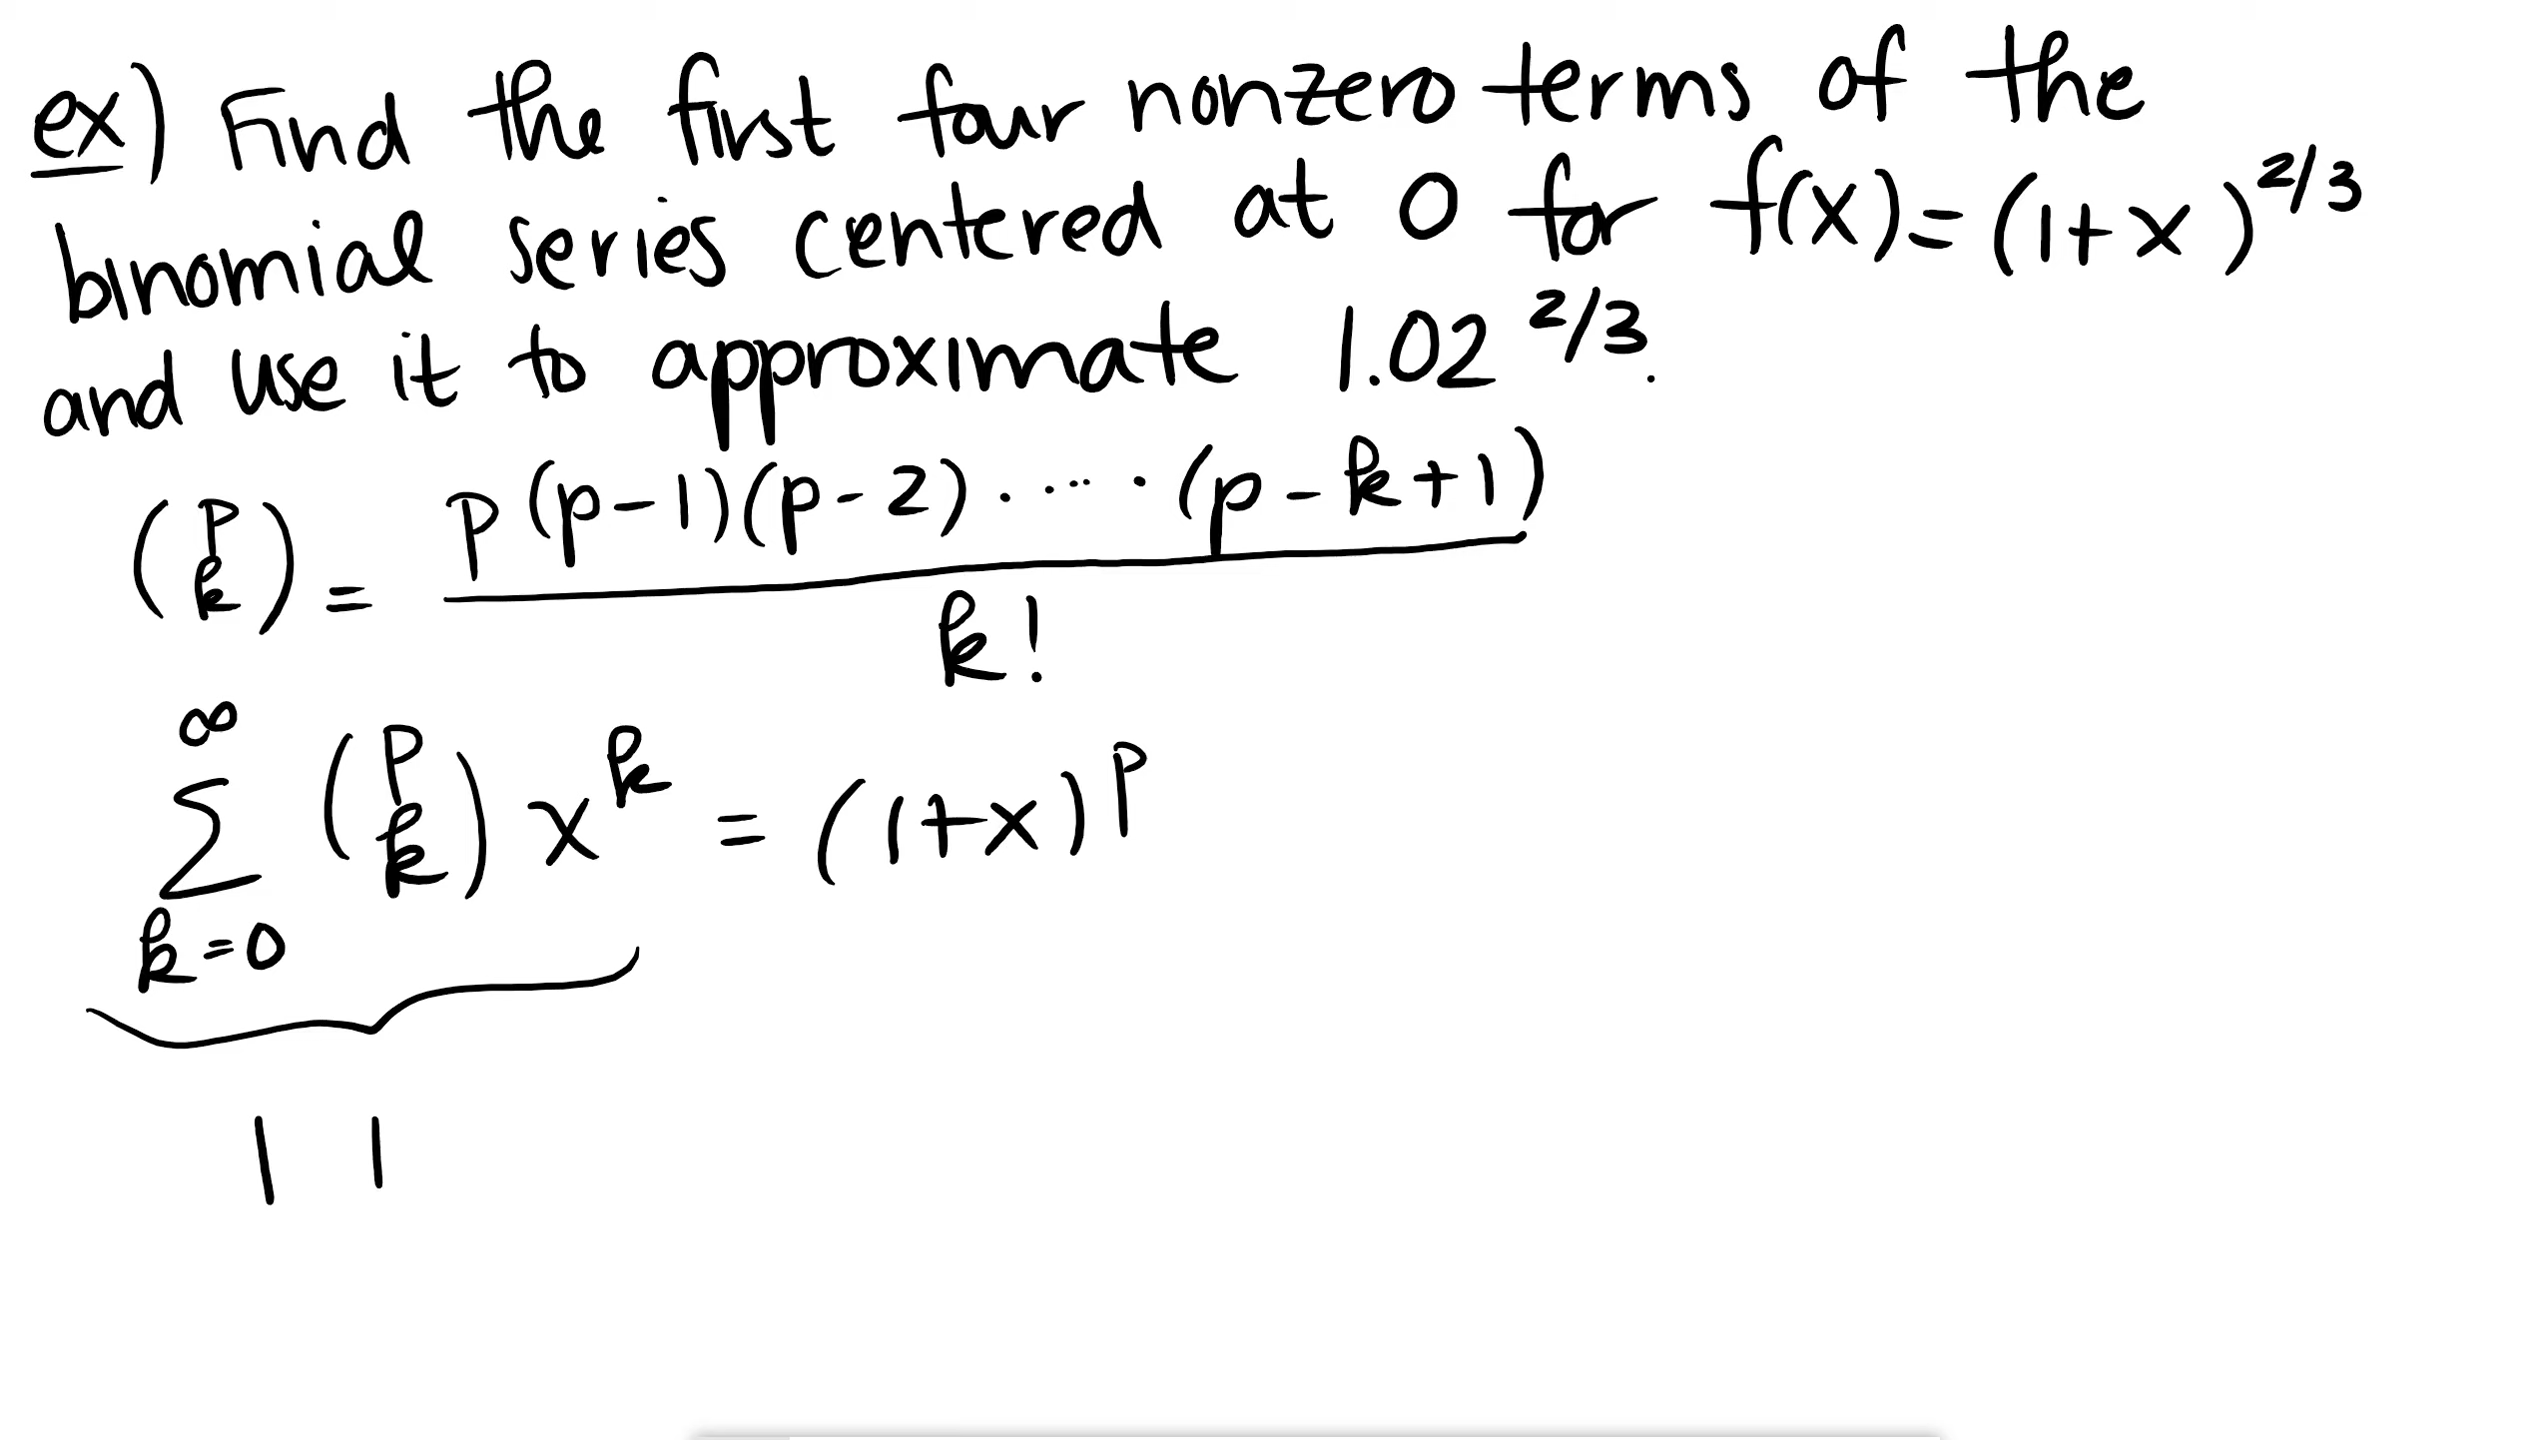 ex) Find the first four nonzero terms of the
binomial series centered at 0 for f(x) = (1+x)^{2/3}
and use it to approximate 1.02^{2/3}.
(p k) = p(p-1)(p-2)·...·(p-k+1) / k!
∞ ∑ k=0 (p k) x^k = (1+x)^p
| |